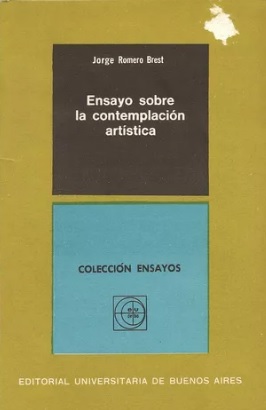 Jorge Romero Brest
Ensayo sobre
la contemplación
artística
COLECCIÓN ENSAYOS
EDITORIAL UNIVERSITARIA DE BUENOS AIRES